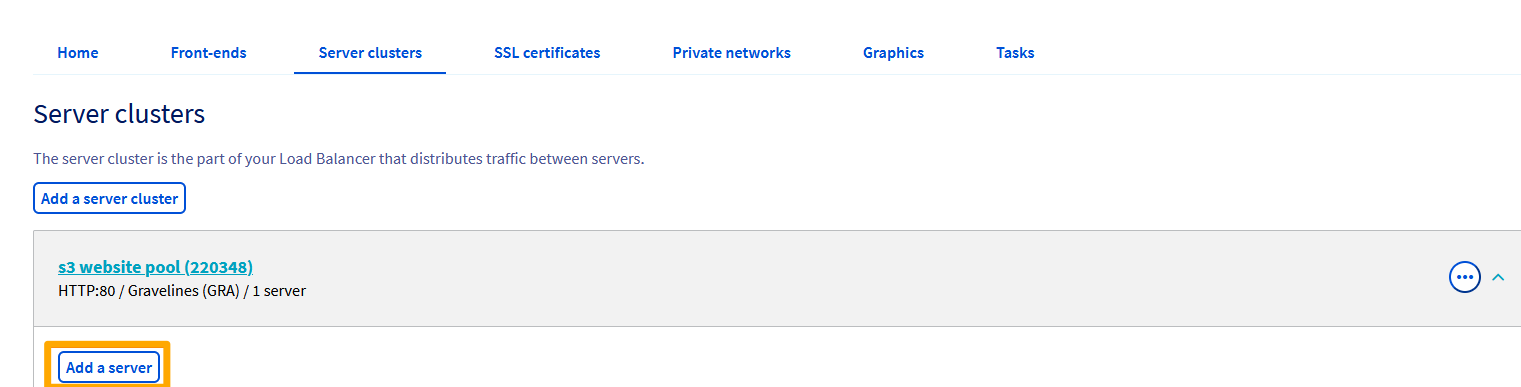 Home Front-ends Server clusters SSL certificates Private networks Graphics Tasks
Server clusters
The server cluster is the part of your Load Balancer that distributes traffic between servers.
Add a server cluster
s3 website pool (220348)
HTTP:80 / Gravelines (GRA) / 1 server
Add a server